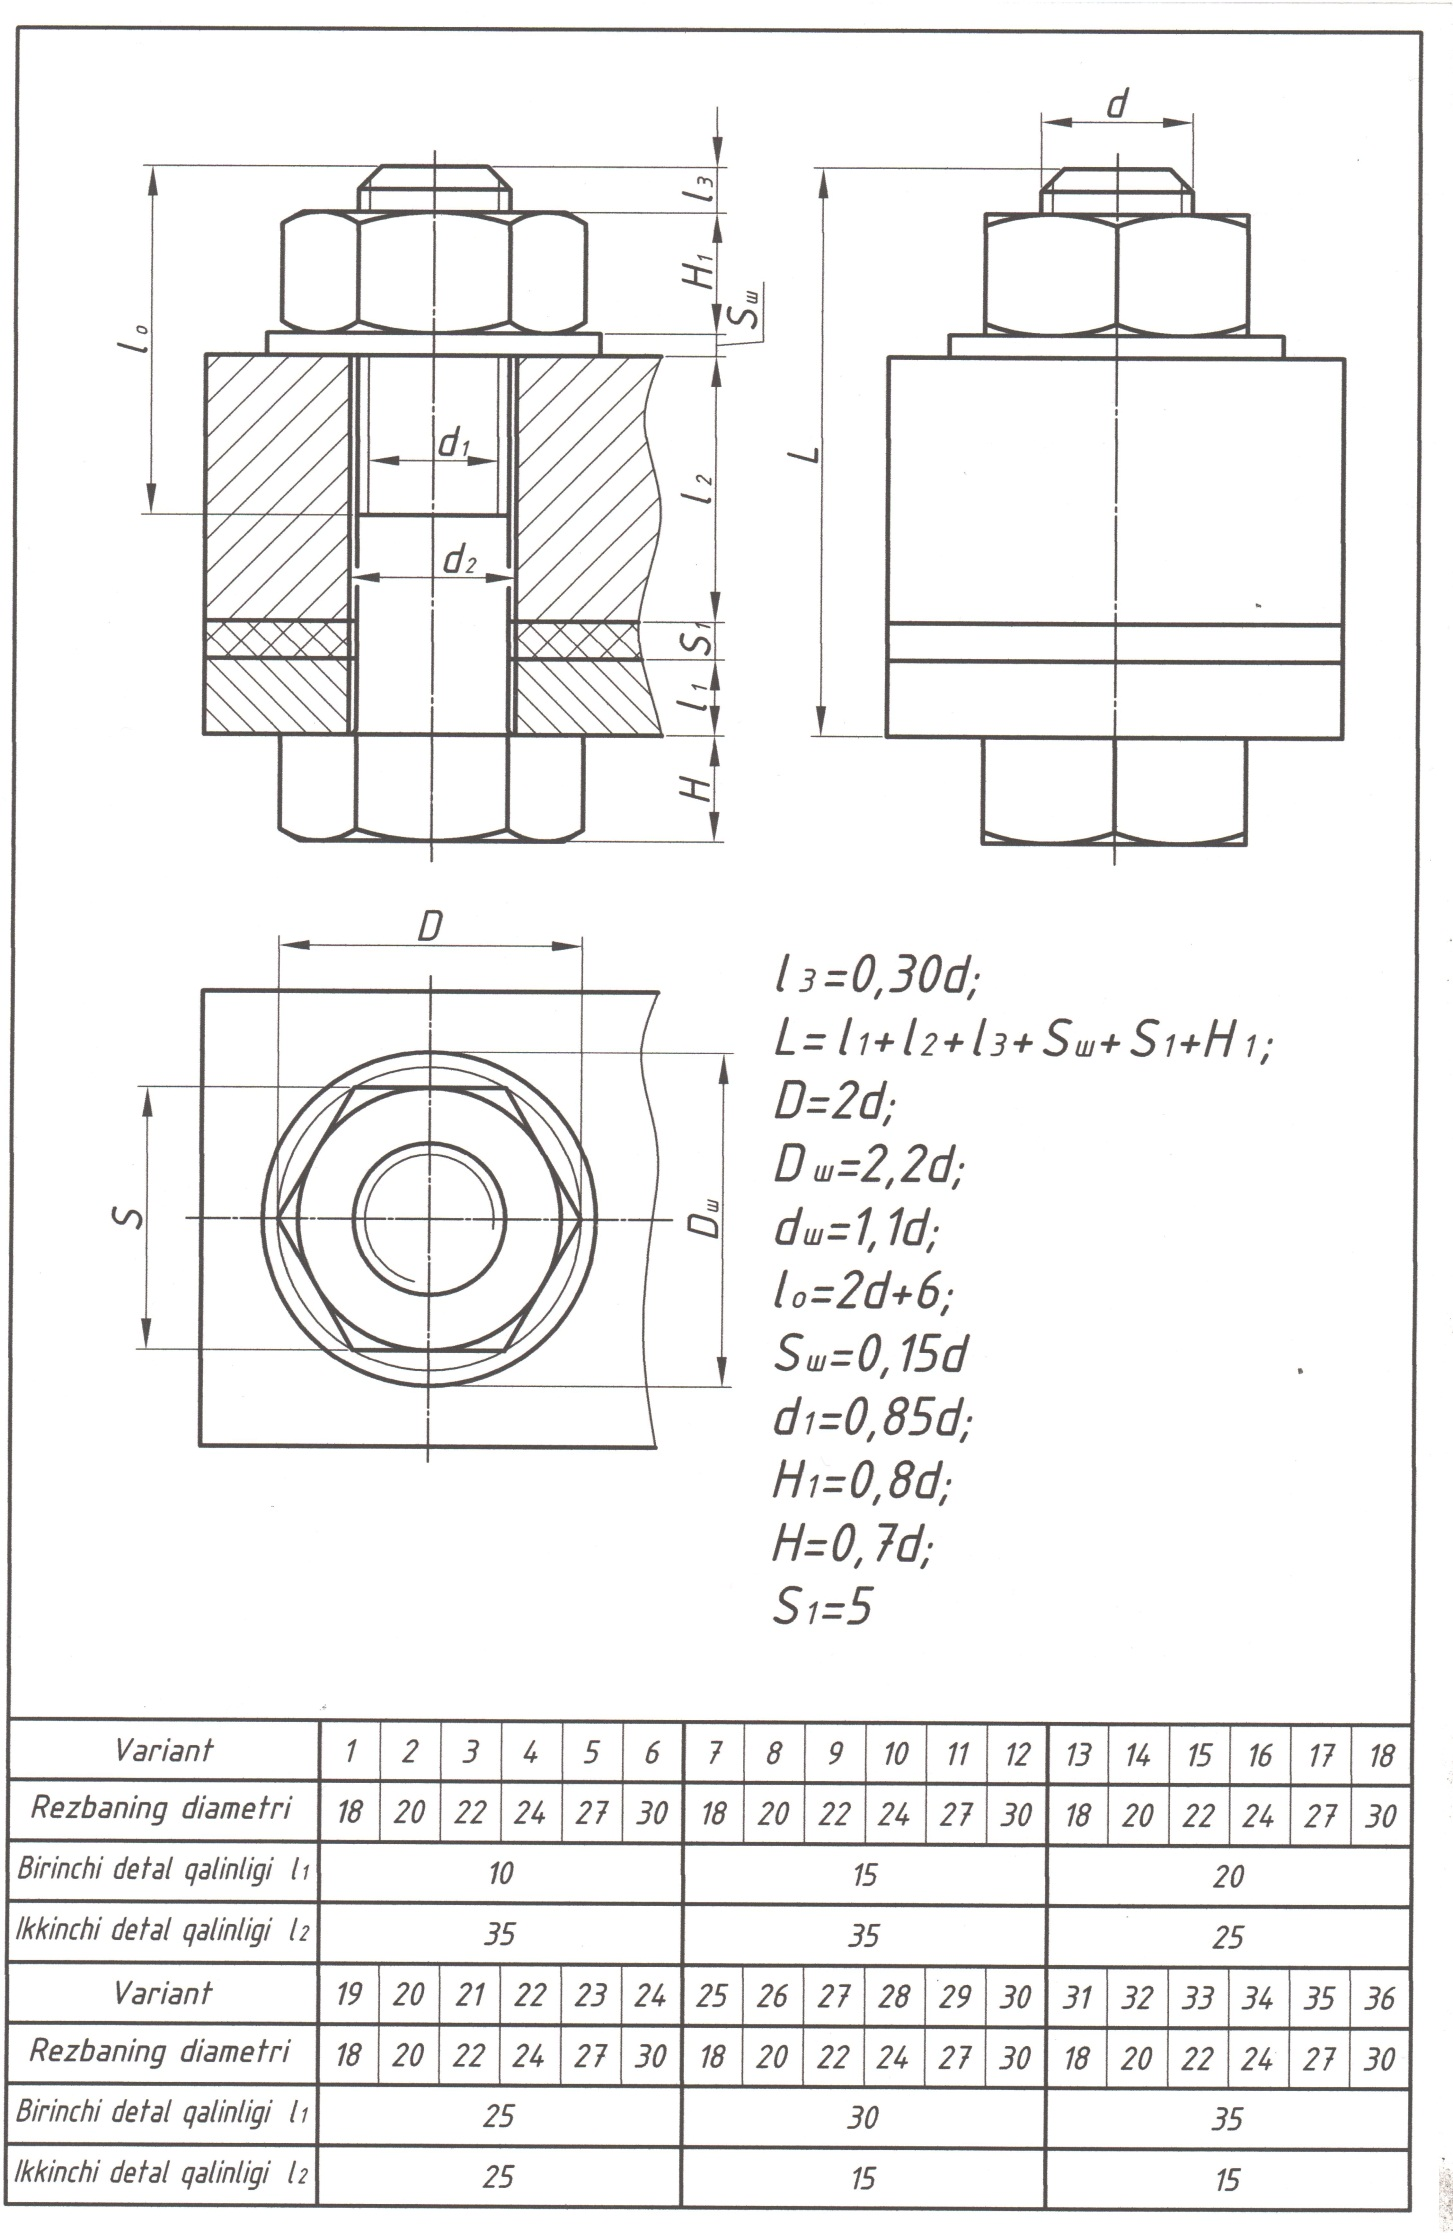 d
l3
H1
Sш
lo
d1
l2
L
d2
S1
l1
H
D
S
Dш
l3=0,30d;
L=l1+l2+l3+Sш+S1+H1;
D=2d;
Dш=2,2d;
dш=1,1d;
lo=2d+6;
Sш=0,15d
d1=0,85d;
H1=0,8d;
H=0,7d;
S1=5
Variant 1 2 3 4 5 6 7 8 9 10 11 12 13 14 15 16 17 18
Rezbaning diametri 18 20 22 24 27 30 18 20 22 24 27 30 18 20 22 24 27 30
Birinchi detal qalinligi l1 10 15 20
Ikkinchi detal qalinligi l2 35 35 25
Variant 19 20 21 22 23 24 25 26 27 28 29 30 31 32 33 34 35 36
Rezbaning diametri 18 20 22 24 27 30 18 20 22 24 27 30 18 20 22 24 27 30
Birinchi detal qalinligi l1 25 30 35
Ikkinchi detal qalinligi l2 25 15 15